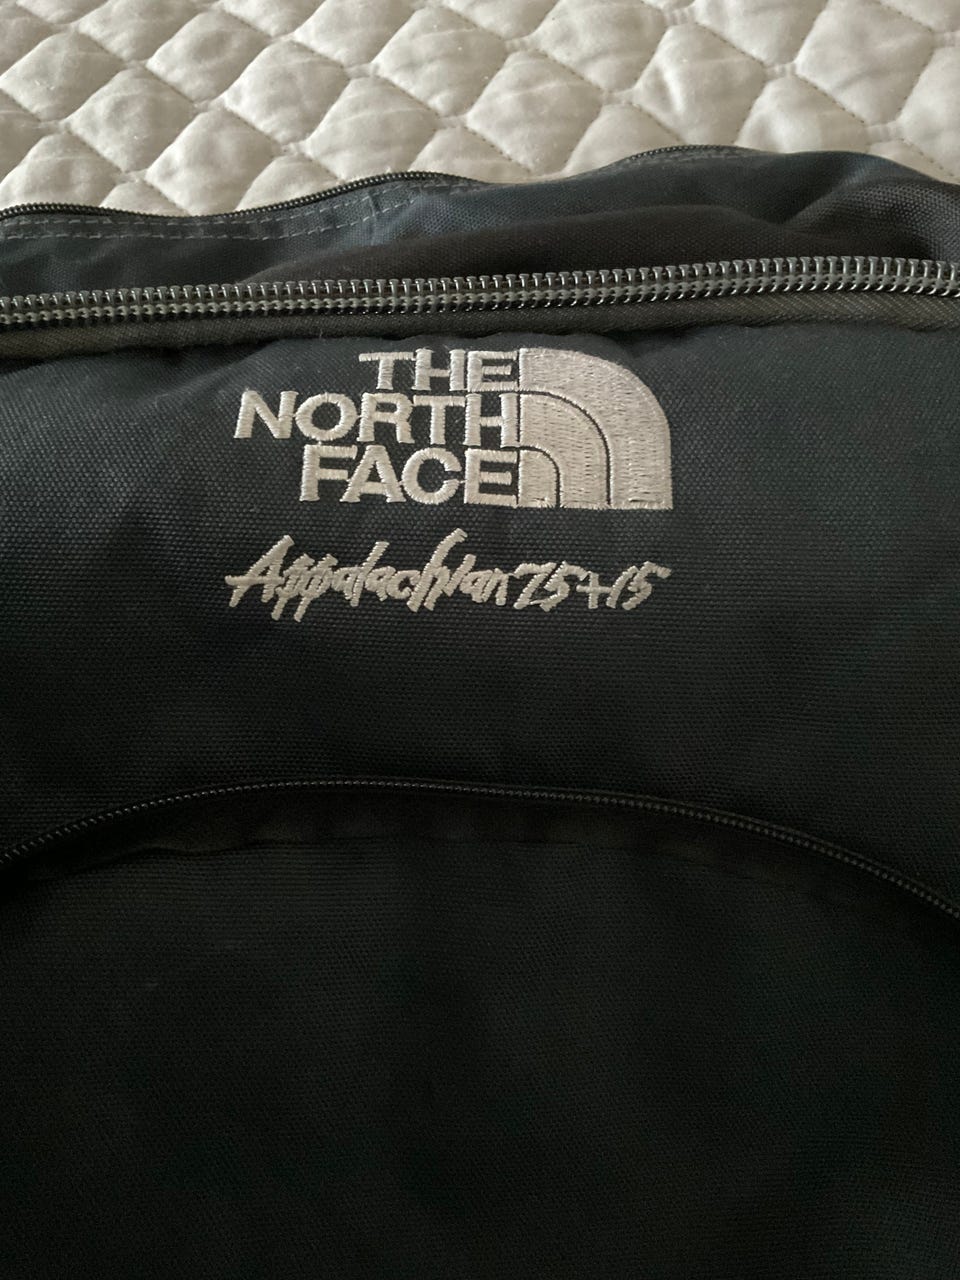 THE
NORTH
FACE
Appalachian 75+15